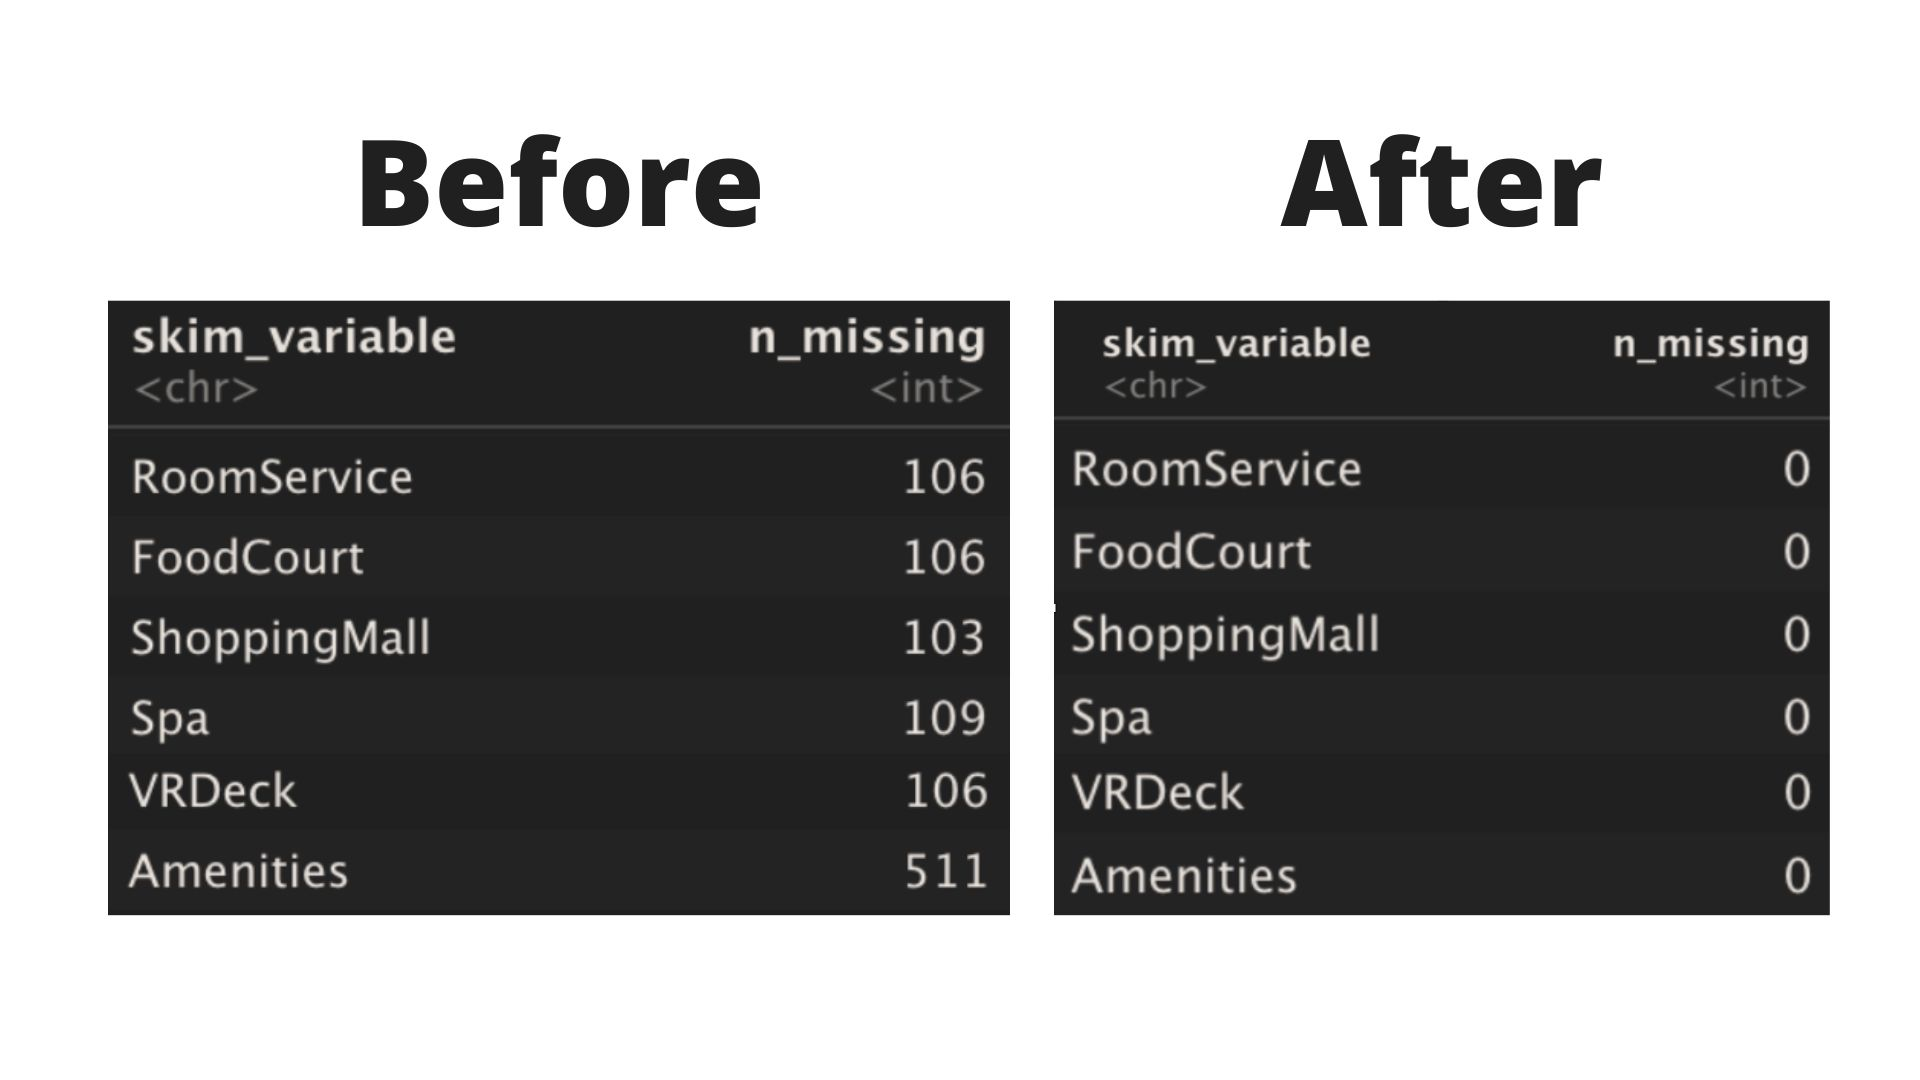 Before
skim_variable n_missing
<chr> <int>
RoomService 106
FoodCourt 106
ShoppingMall 103
Spa 109
VRDeck 106
Amenities 511
After
skim_variable n_missing
<chr> <int>
RoomService 0
FoodCourt 0
ShoppingMall 0
Spa 0
VRDeck 0
Amenities 0